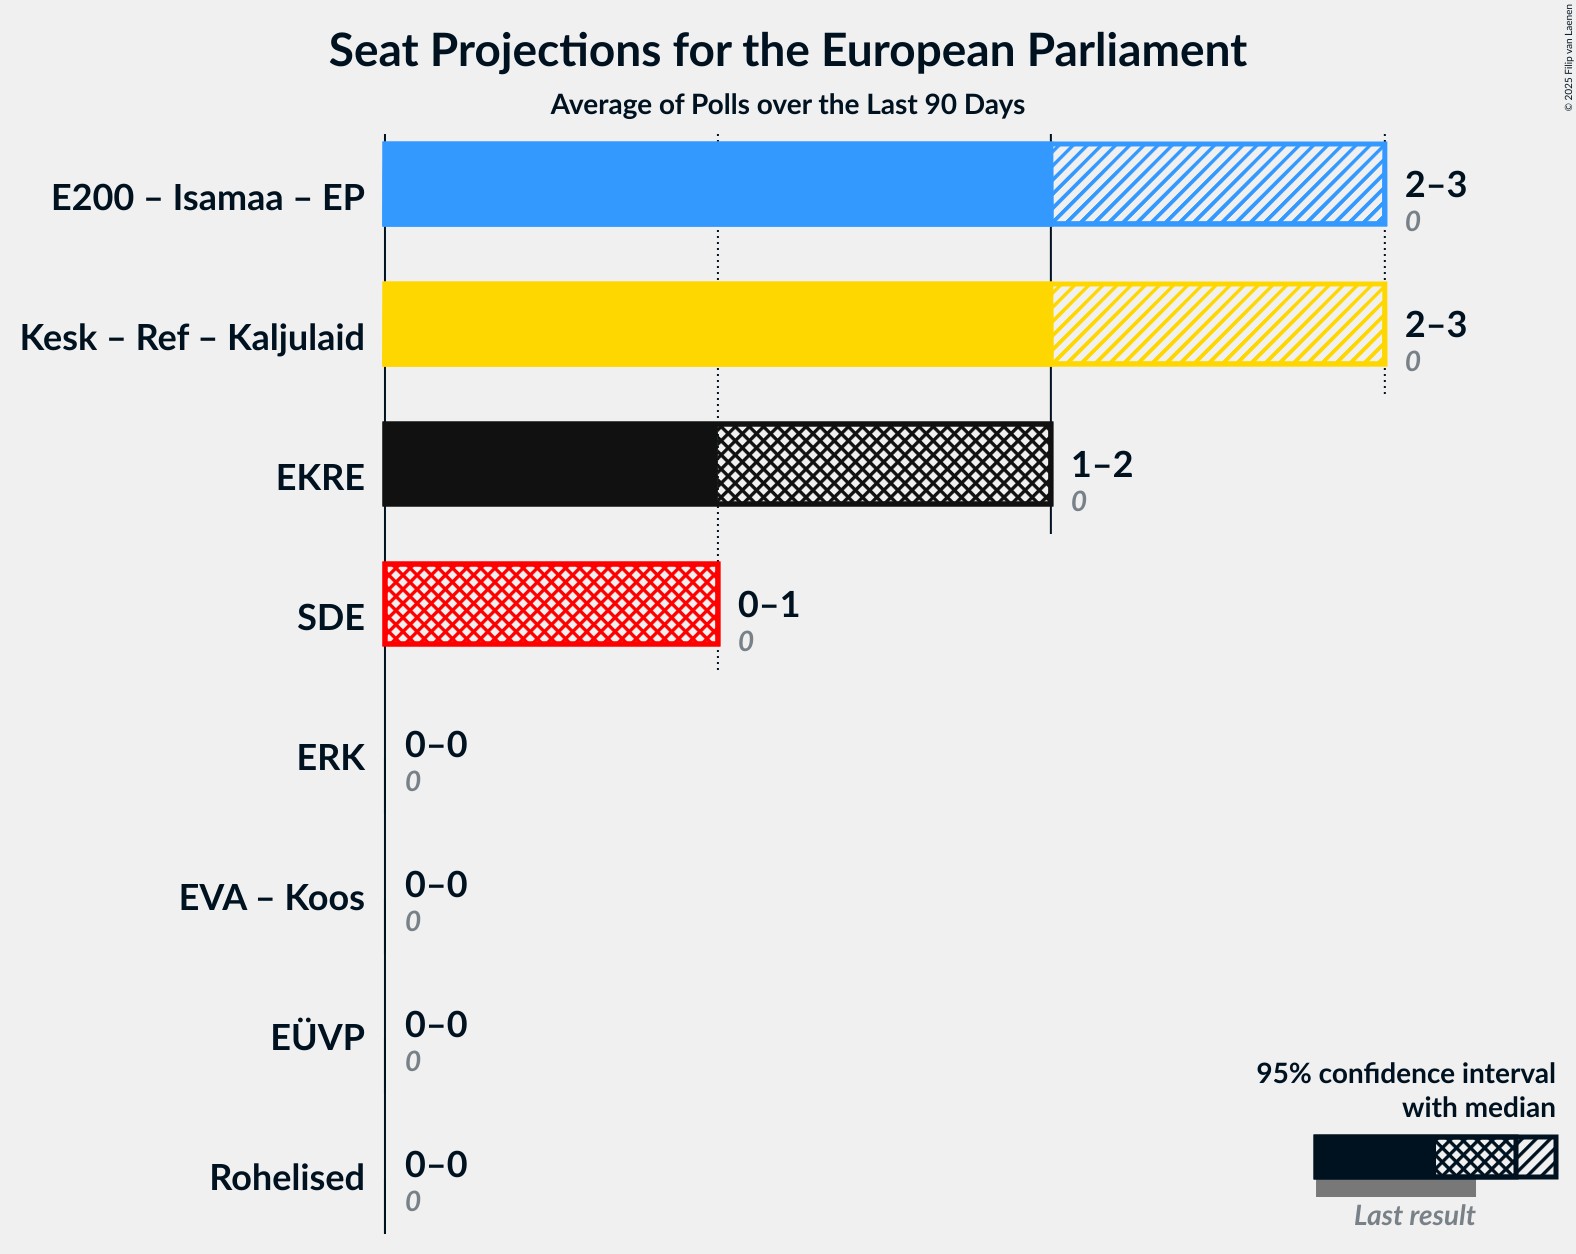 Seat Projections for the European Parliament
Average of Polls over the Last 90 Days
© 2025 Filip van Laenen
E200 – Isamaa – EP
2–3
0
Kesk – Ref – Kaljulaid
2–3
0
EKRE
1–2
0
SDE
0–1
0
ERK
0–0
0
EVA – Koos
0–0
0
EÜVP
0–0
0
Rohelised
0–0
0
95% confidence interval
with median
Last result